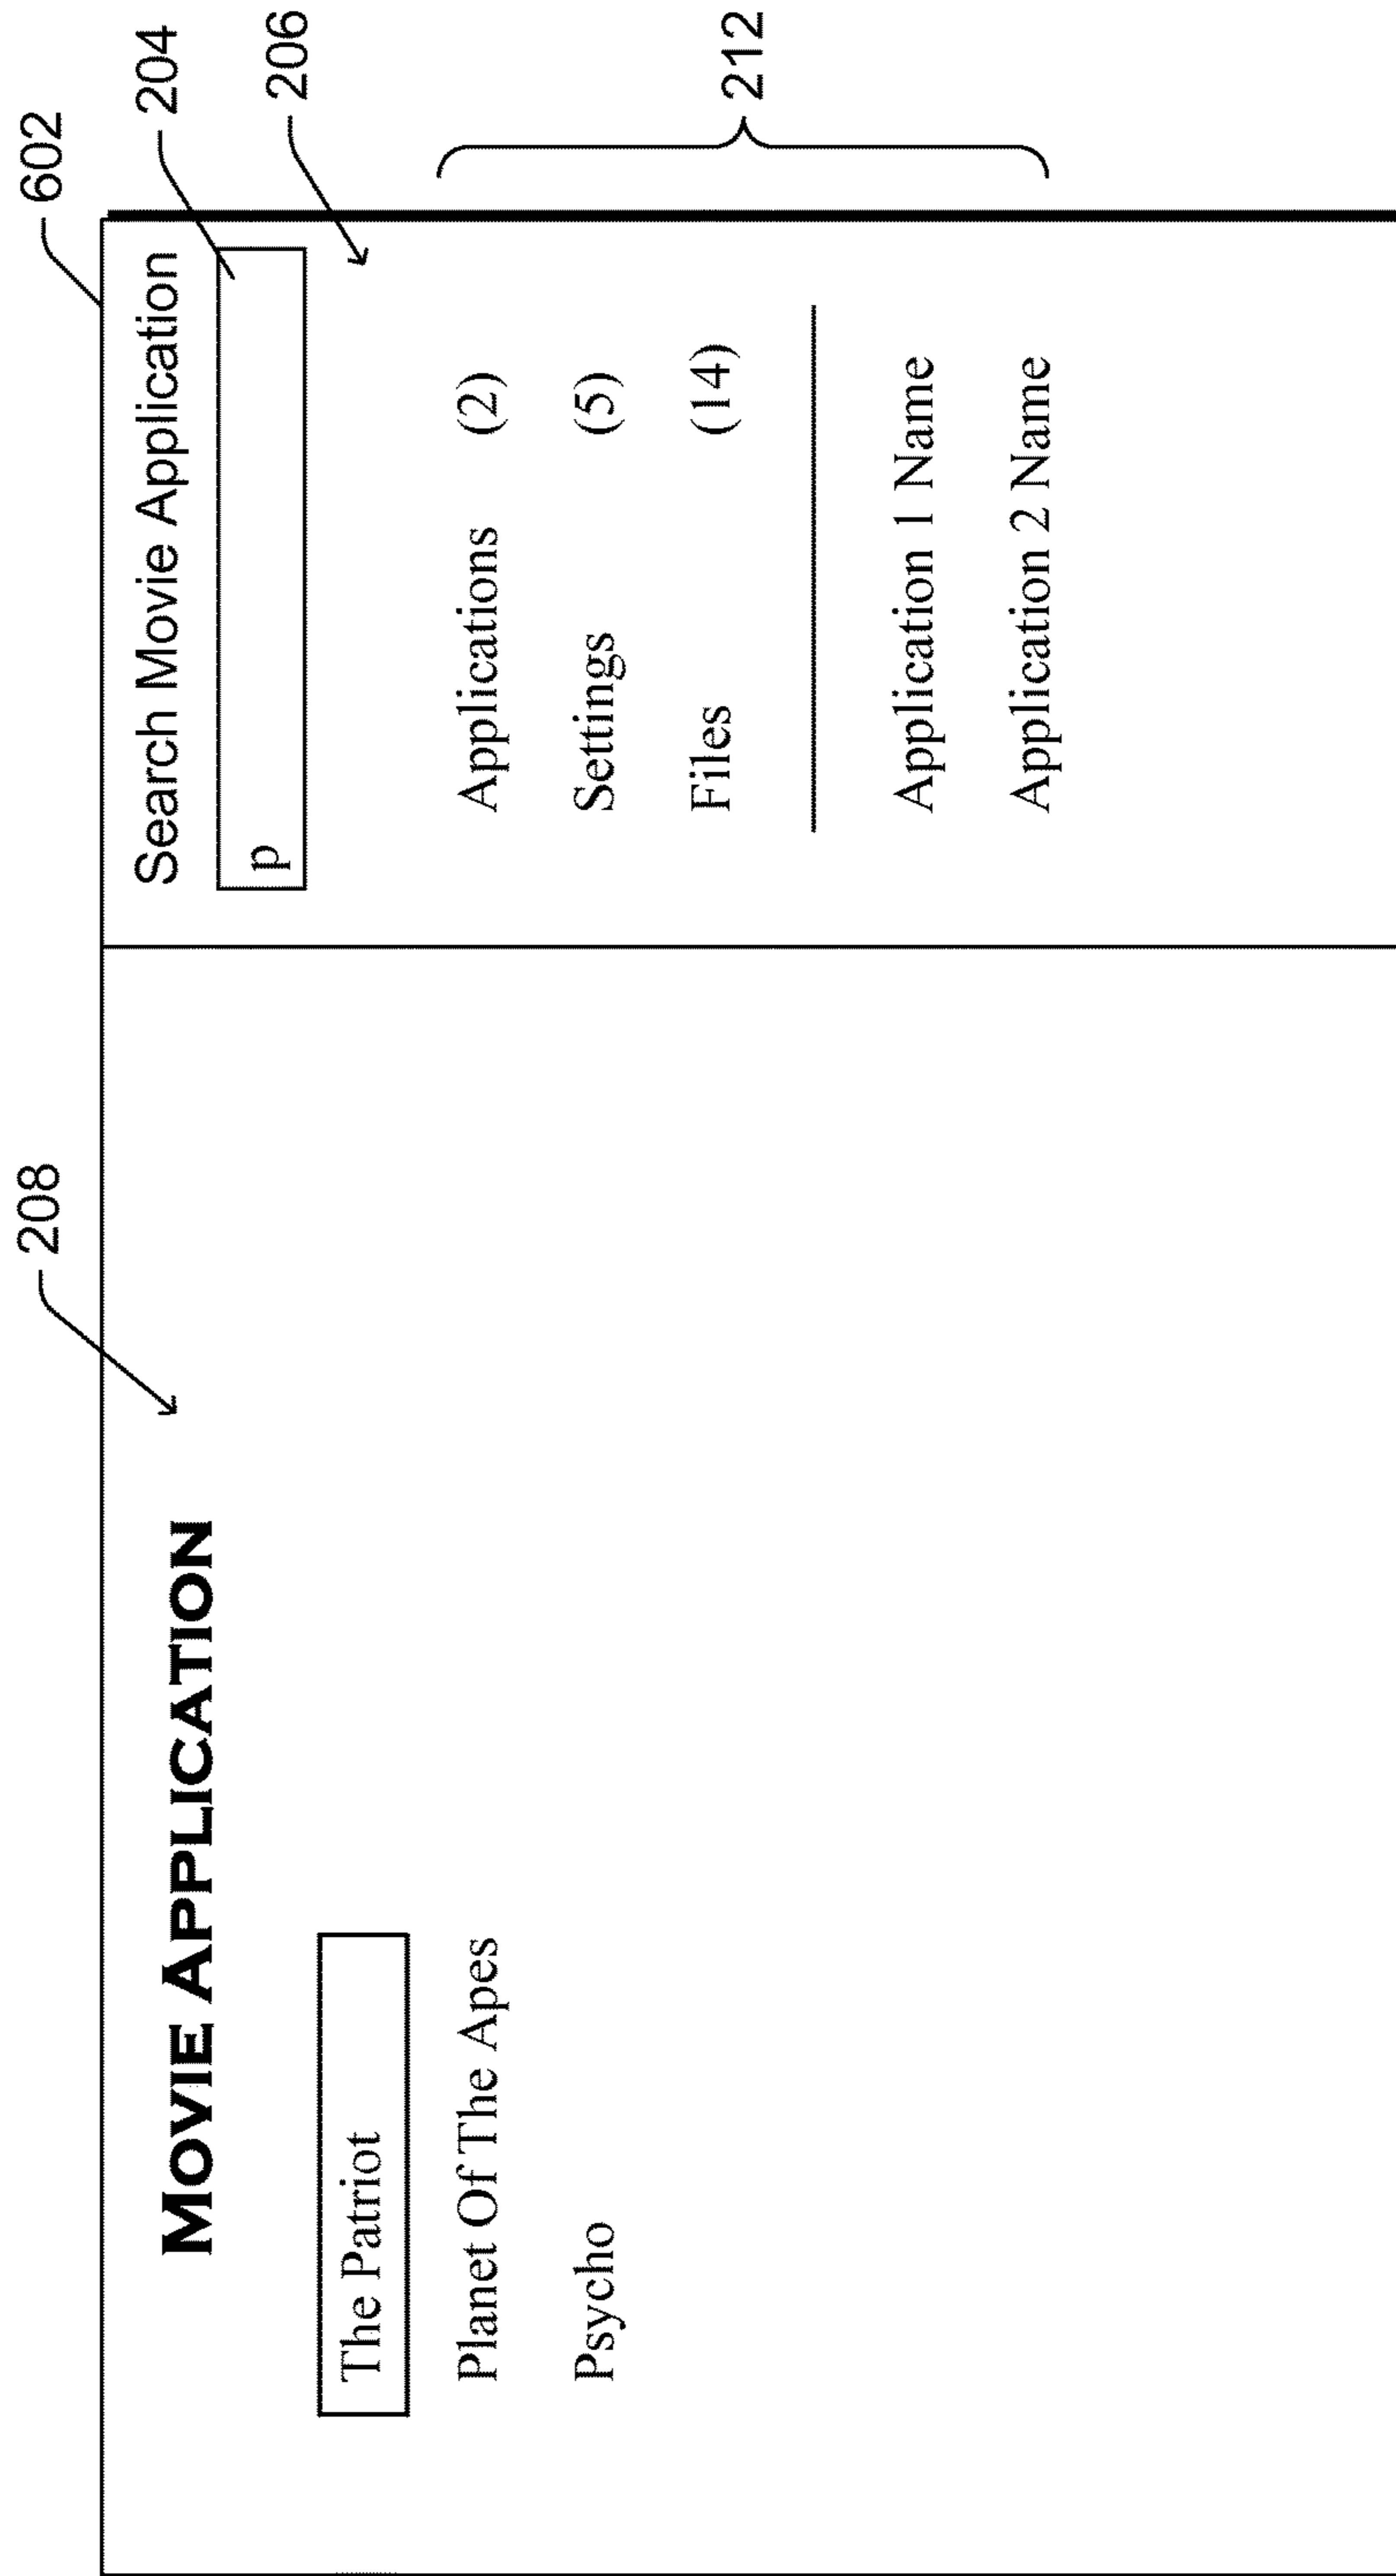 208
602
MOVIE APPLICATION
The Patriot
Planet Of The Apes
Psycho
Search Movie Application
204
p
206
Applications (2)
Settings (5)
Files (14)
212
Application 1 Name
Application 2 Name